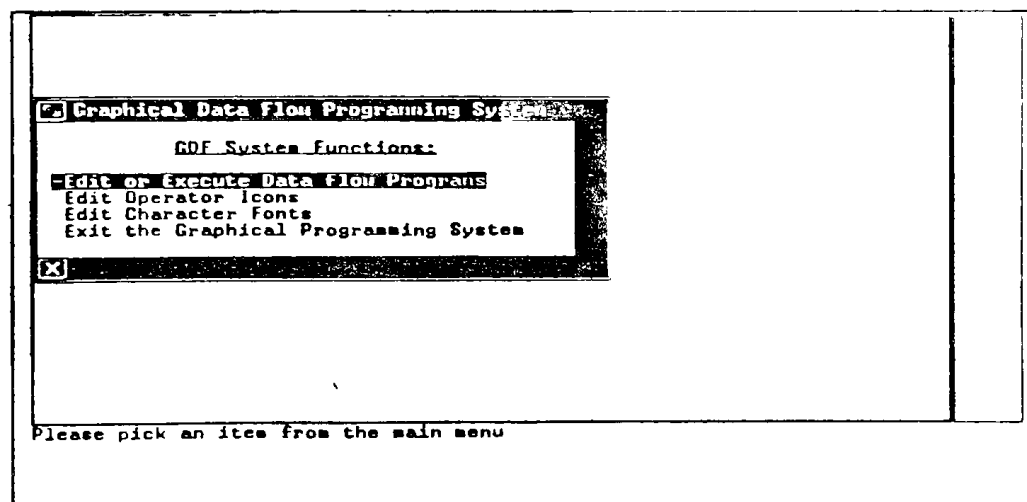 Graphical Data Flow Programming System
GDF System Functions:
-Edit or Execute Data Flow Programs
Edit Operator Icons
Edit Character Fonts
Exit the Graphical Programming System
X
Please pick an item from the main menu